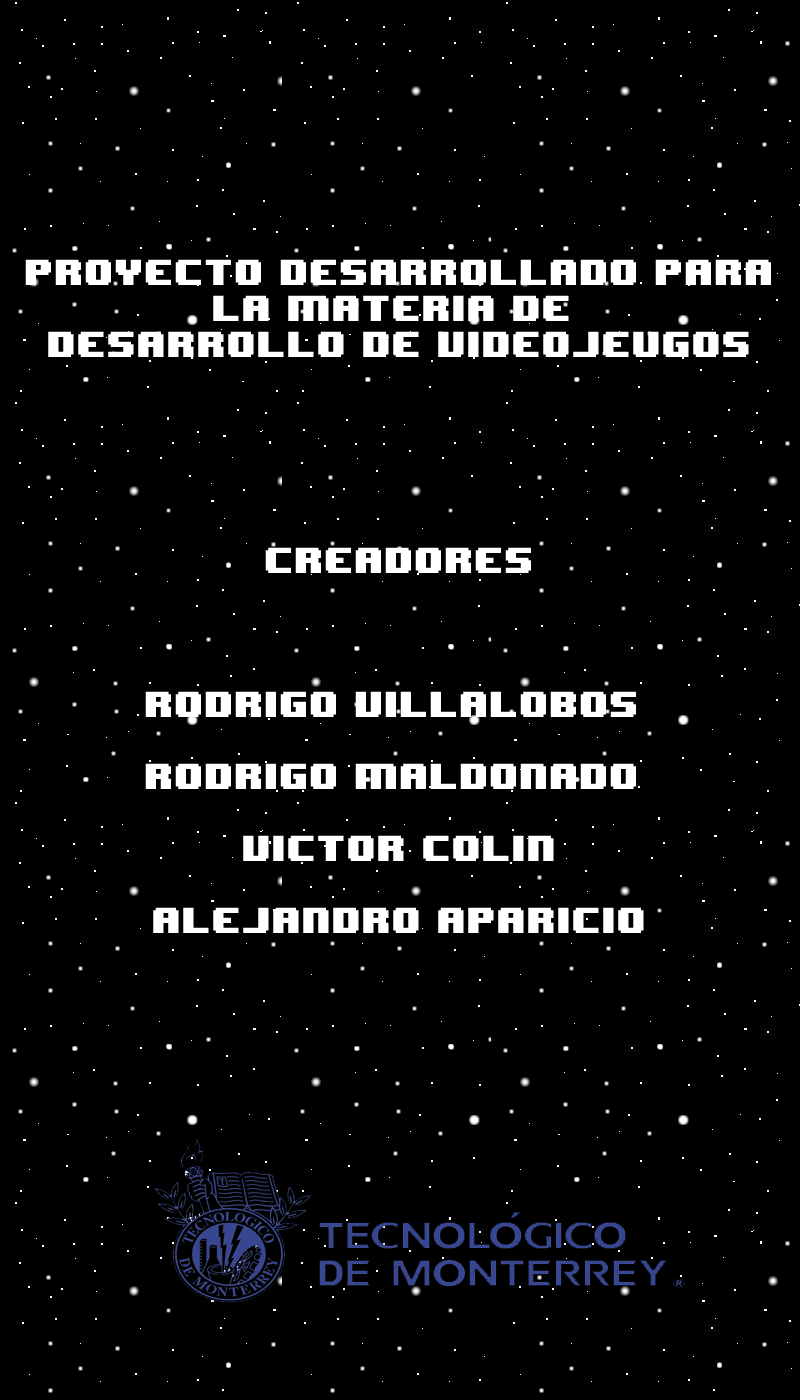 PROYECTO DESARROLLADO PARA
LA MATERIA DE
DESARROLLO DE VIDEOJEUGOS
CREADORES
RODRIGO VILLALOBOS
RODRIGO MALDONADO
VICTOR COLIN
ALEJANDRO APARICIO
TECNOLÓGICO
DE MONTERREY
TECNOLÓGICO
DE MONTERREY®